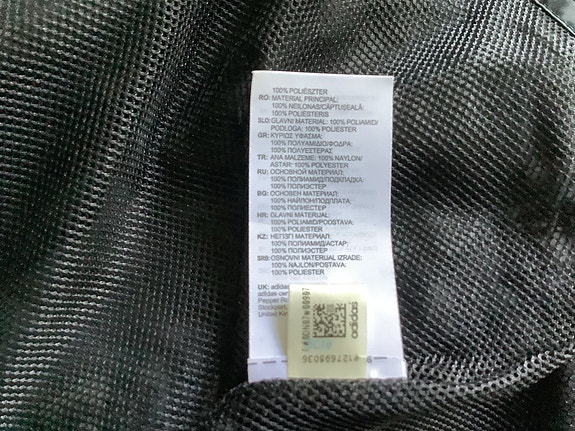 100% POLIÉSZTER
RO: MATERIAL PRINCIPAL:
100% NEILONAS/CĂPTUȘEALĂ:
100% POLIESTERIS
SLO: GLAVNI MATERIAL: 100% POLIAMID/
PODLOGA: 100% POLIESTER
GR: ΚΥΡΙΩΣ ΥΦΑΣΜΑ:
100% ΠΟΛΥΑΜΙΔΙΟ/ΦΟΔΡΑ:
100% ΠΟΛΥΕΣΤΕΡΑΣ
TR: ANA MALZEME: 100% NAYLON/
ASTAR: 100% POLYESTER
RU: ОСНОВНОЙ МАТЕРИАЛ:
100% ПОЛИАМИД/ПОДКЛАДКА:
100% ПОЛИЭСТЕР
BG: ОСНОВЕН МАТЕРИАЛ:
100% НАЙЛОН/ПОДПЛАТА:
100% ПОЛИЕСТЕР
HR: GLAVNI MATERIJAL:
100% POLIAMID/POSTAVA:
100% POLIESTER
KZ: НЕГІЗГІ МАТЕРИАЛ:
100% ПОЛИАМИД/АСТАР:
100% ПОЛИЭСТЕР
SRB: OSNOVNI MATERIJAL IZRADE:
100% NAJLON/POSTAVA:
100% POLIESTER
UK: adidas
adidas
Pepper
Stockport,
United
adidas